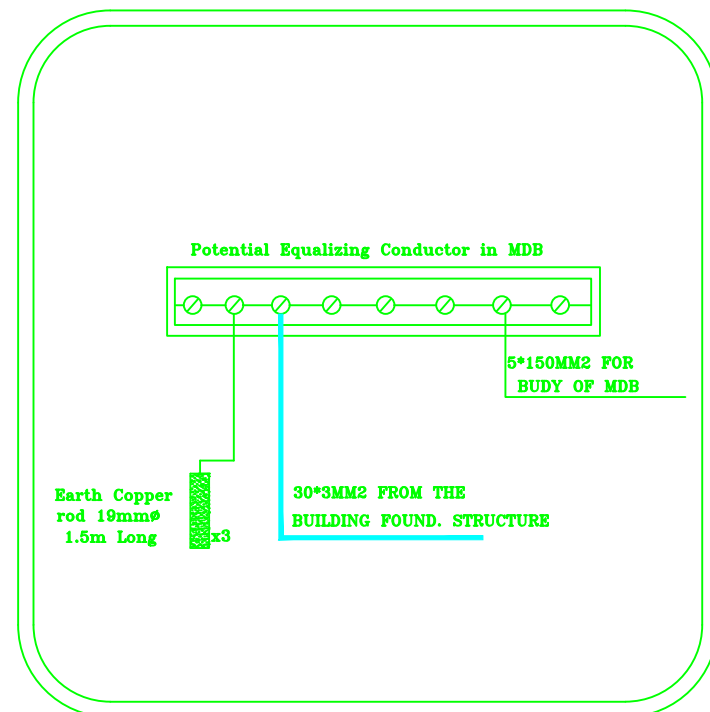 Potential Equalizing Conductor in MDB
5*150MM2 FOR
BUDY OF MDB
Earth Copper
rod 19mmø
1.5m Long
x3
30*3MM2 FROM THE
BUILDING FOUND. STRUCTURE